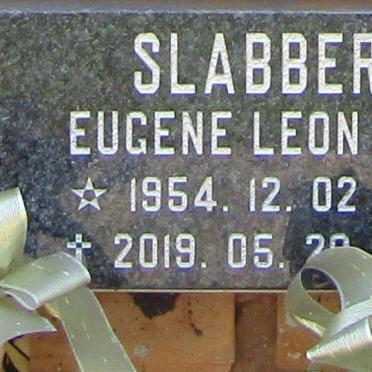 SLABBER
EUGENE LEON
☆ 1954. 12. 02
✝ 2019. 05.